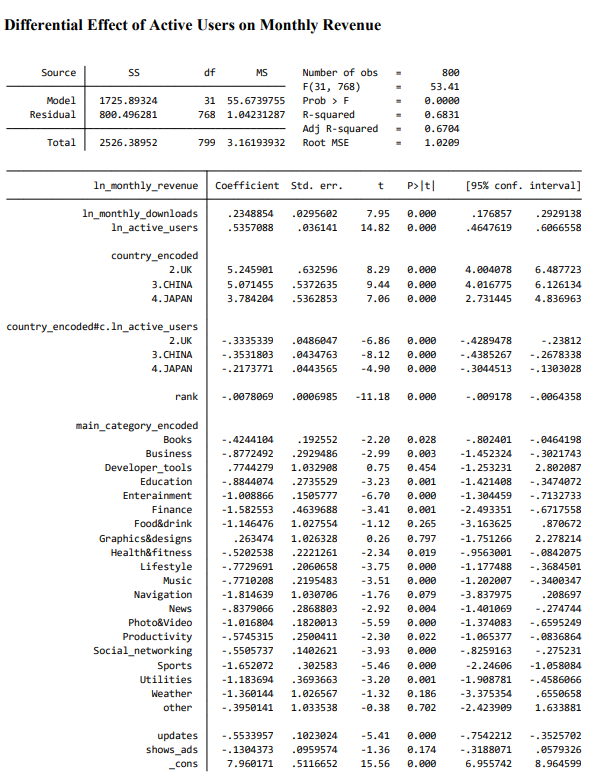 Differential Effect of Active Users on Monthly Revenue
Source SS df MS Number of obs = 800
F(31, 768) = 53.41
Model 1725.89324 31 55.6739755 Prob > F = 0.0000
Residual 800.496281 768 1.04231287 R-squared = 0.6831
Adj R-squared = 0.6704
Total 2526.38952 799 3.16193932 Root MSE = 1.0209
ln_monthly_revenue Coefficient Std. err. t P>|t| [95% conf. interval]
ln_monthly_downloads .2348854 .0295602 7.95 0.000 .176857 .2929138
ln_active_users .5357088 .036141 14.82 0.000 .4647619 .6066558
country_encoded
2.UK 5.245901 .632596 8.29 0.000 4.004078 6.487723
3.CHINA 5.071455 .5372635 9.44 0.000 4.016775 6.126134
4.JAPAN 3.784204 .5362853 7.06 0.000 2.731445 4.836963
country_encoded#c.ln_active_users
2.UK -.3335339 .0486047 -6.86 0.000 -.4289478 -.23812
3.CHINA -.3531803 .0434763 -8.12 0.000 -.4385267 -.2678338
4.JAPAN -.2173771 .0443565 -4.90 0.000 -.3044513 -.1303028
rank -.0078069 .0006985 -11.18 0.000 -.009178 -.0064358
main_category_encoded
Books -.4244104 .192552 -2.20 0.028 -.802401 -.0464198
Business -.8772492 .2929486 -2.99 0.003 -1.452324 -.3021743
Developer_tools .7744279 1.032908 0.75 0.454 -1.253231 2.802087
Education -.8844074 .2735529 -3.23 0.001 -1.421408 -.3474072
Enterainment -1.008866 .1505777 -6.70 0.000 -1.304459 -.7132733
Finance -1.582553 .4639688 -3.41 0.001 -2.493351 -.6717558
Food&drink -1.146476 1.027554 -1.12 0.265 -3.163625 .870672
Graphics&designs .263474 1.026328 0.26 0.797 -1.751266 2.278214
Health&fitness -.5202538 .2221261 -2.34 0.019 -.9563001 -.0842075
Lifestyle -.7729691 .2060658 -3.75 0.000 -1.177488 -.3684501
Music -.7710208 .2195483 -3.51 0.000 -1.202007 -.3400347
Navigation -1.814639 1.030706 -1.76 0.079 -3.837975 .208697
News -.8379066 .2868803 -2.92 0.004 -1.401069 -.274744
Photo&Video -1.016804 .1820013 -5.59 0.000 -1.374083 -.6595249
Productivity -.5745315 .2500411 -2.30 0.022 -1.065377 -.0836864
Social_networking -.5505737 .1402621 -3.93 0.000 -.8259163 -.275231
Sports -1.652072 .302583 -5.46 0.000 -2.24606 -1.058084
Utilities -1.183694 .3693663 -3.20 0.001 -1.908781 -.4586066
Weather -1.360144 1.026567 -1.32 0.186 -3.375354 .6550658
other -.3950141 1.033538 -0.38 0.702 -2.423909 1.633881
updates -.5533957 .1023024 -5.41 0.000 -.7542212 -.3525702
shows_ads -.1304373 .0959574 -1.36 0.174 -.3188071 .0579326
_cons 7.960171 .5116652 15.56 0.000 6.955742 8.964599